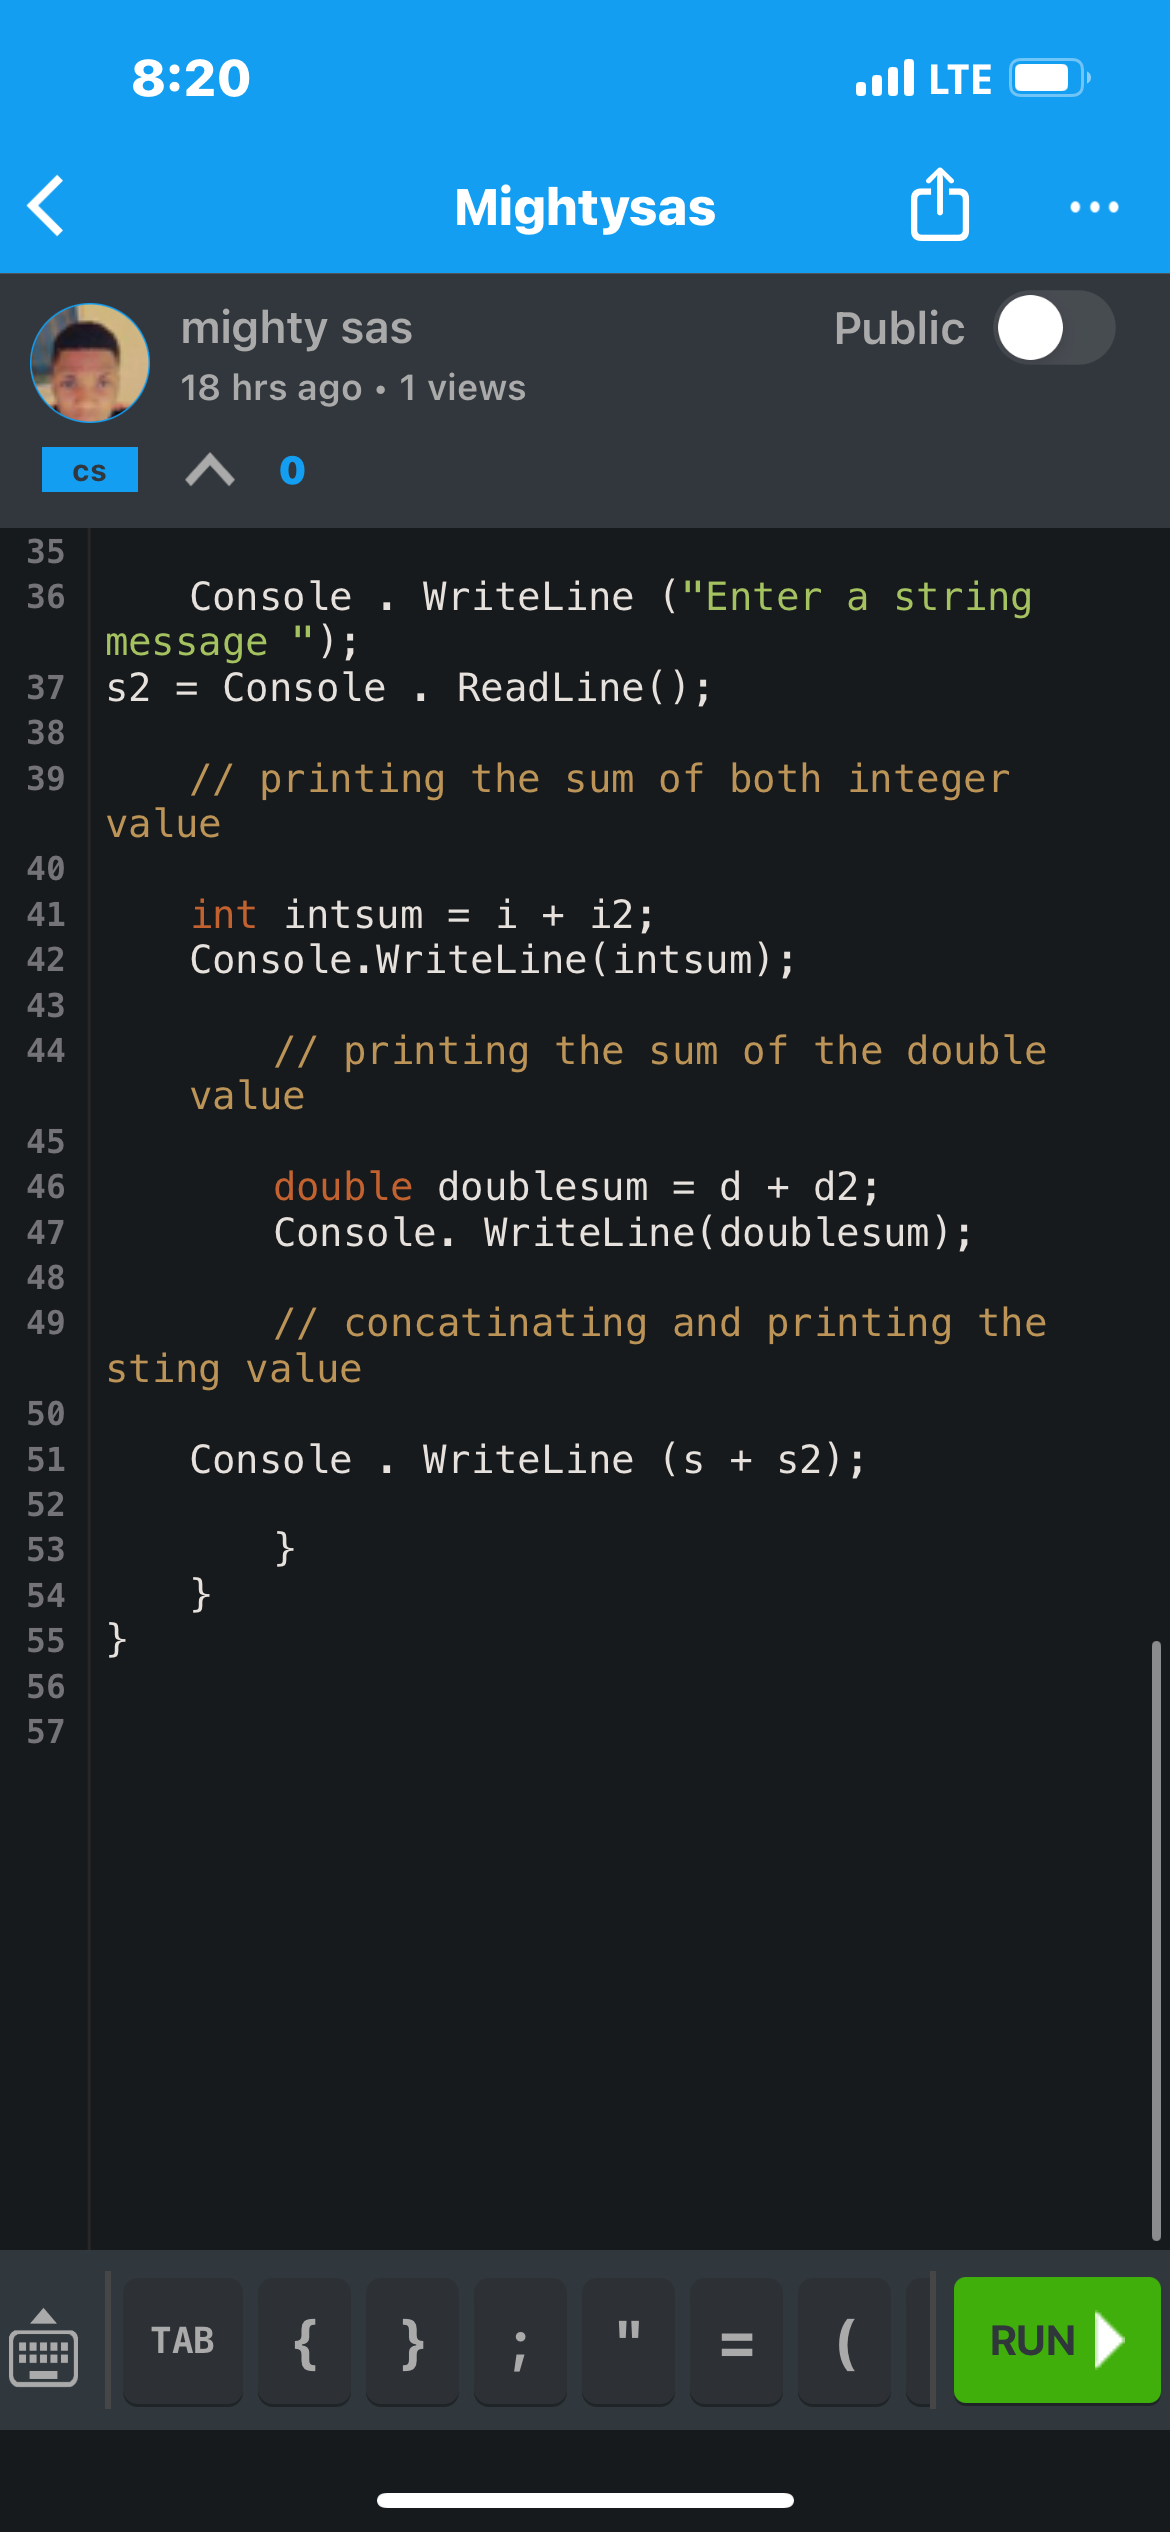 8:20 LTE
Mightysas
mighty sas Public
18 hrs ago • 1 views
cs 0
35
36 Console . WriteLine ("Enter a string
message ");
37 s2 = Console . ReadLine();
38
39 // printing the sum of both integer
value
40
41 int intsum = i + i2;
42 Console.WriteLine(intsum);
43
44 // printing the sum of the double
value
45
46 double doublesum = d + d2;
47 Console. WriteLine(doublesum);
48
49 // concatinating and printing the
sting value
50
51 Console . WriteLine (s + s2);
52
53 }
54 }
55 }
56
57
TAB { } ; " = ( RUN